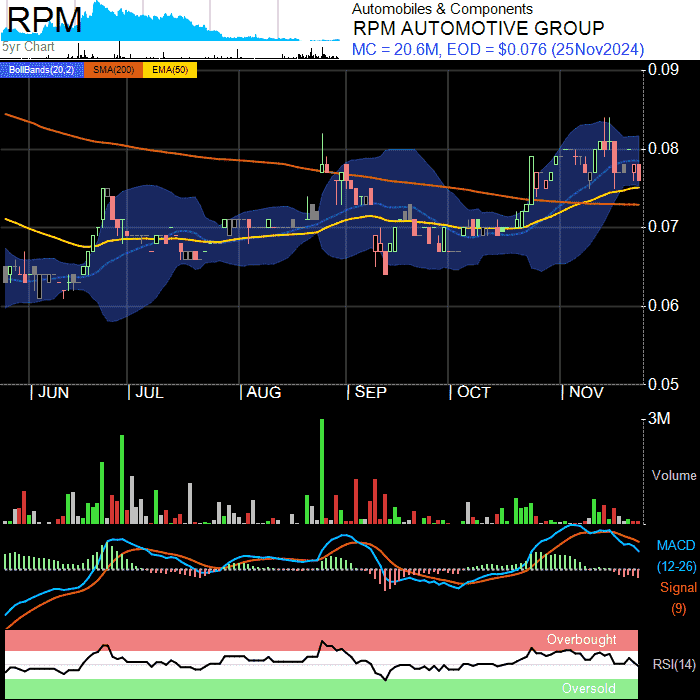 RPM
5yr Chart
Automobiles & Components
RPM AUTOMOTIVE GROUP
MC = 20.6M, EOD = $0.076 (25Nov2024)
BollBands(20,2) SMA(200) EMA(50)
0.09
0.08
0.07
0.06
0.05
JUN JUL AUG SEP OCT NOV
3M
Volume
MACD
(12-26)
Signal
(9)
Overbought
RSI(14)
Oversold